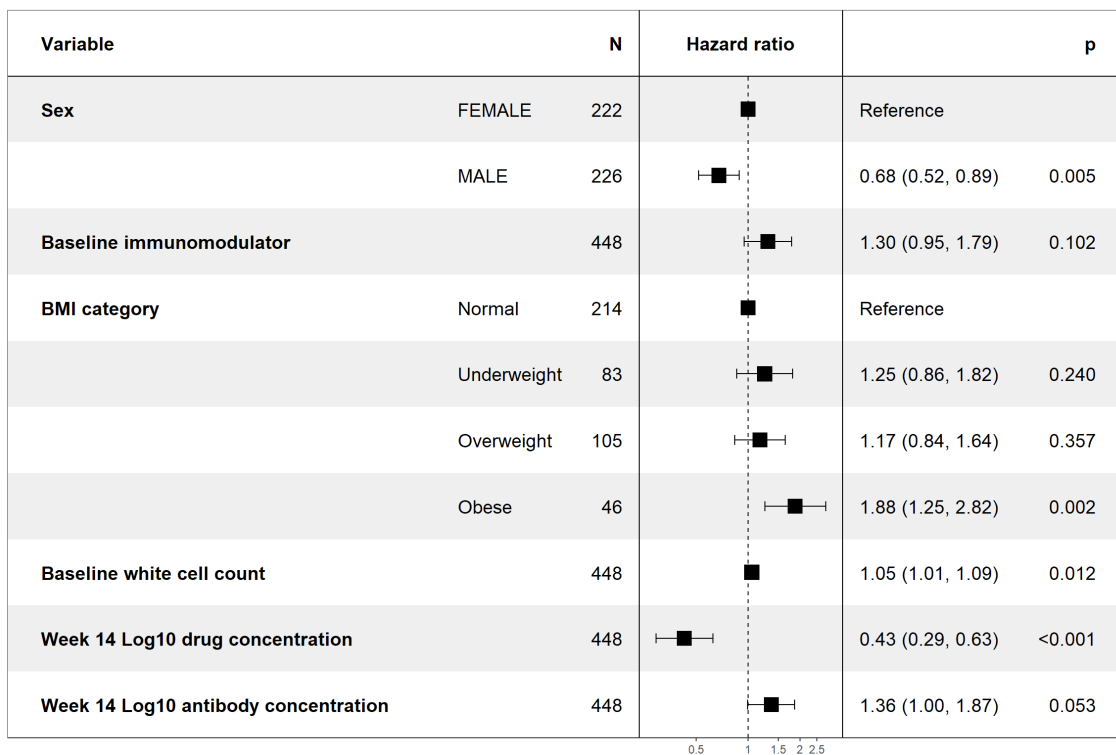 Variable N Hazard ratio p
Sex FEMALE 222 Reference
MALE 226 0.68 (0.52, 0.89) 0.005
Baseline immunomodulator 448 1.30 (0.95, 1.79) 0.102
BMI category Normal 214 Reference
Underweight 83 1.25 (0.86, 1.82) 0.240
Overweight 105 1.17 (0.84, 1.64) 0.357
Obese 46 1.88 (1.25, 2.82) 0.002
Baseline white cell count 448 1.05 (1.01, 1.09) 0.012
Week 14 Log10 drug concentration 448 0.43 (0.29, 0.63) <0.001
Week 14 Log10 antibody concentration 448 1.36 (1.00, 1.87) 0.053
0.5 1 1.5 2 2.5